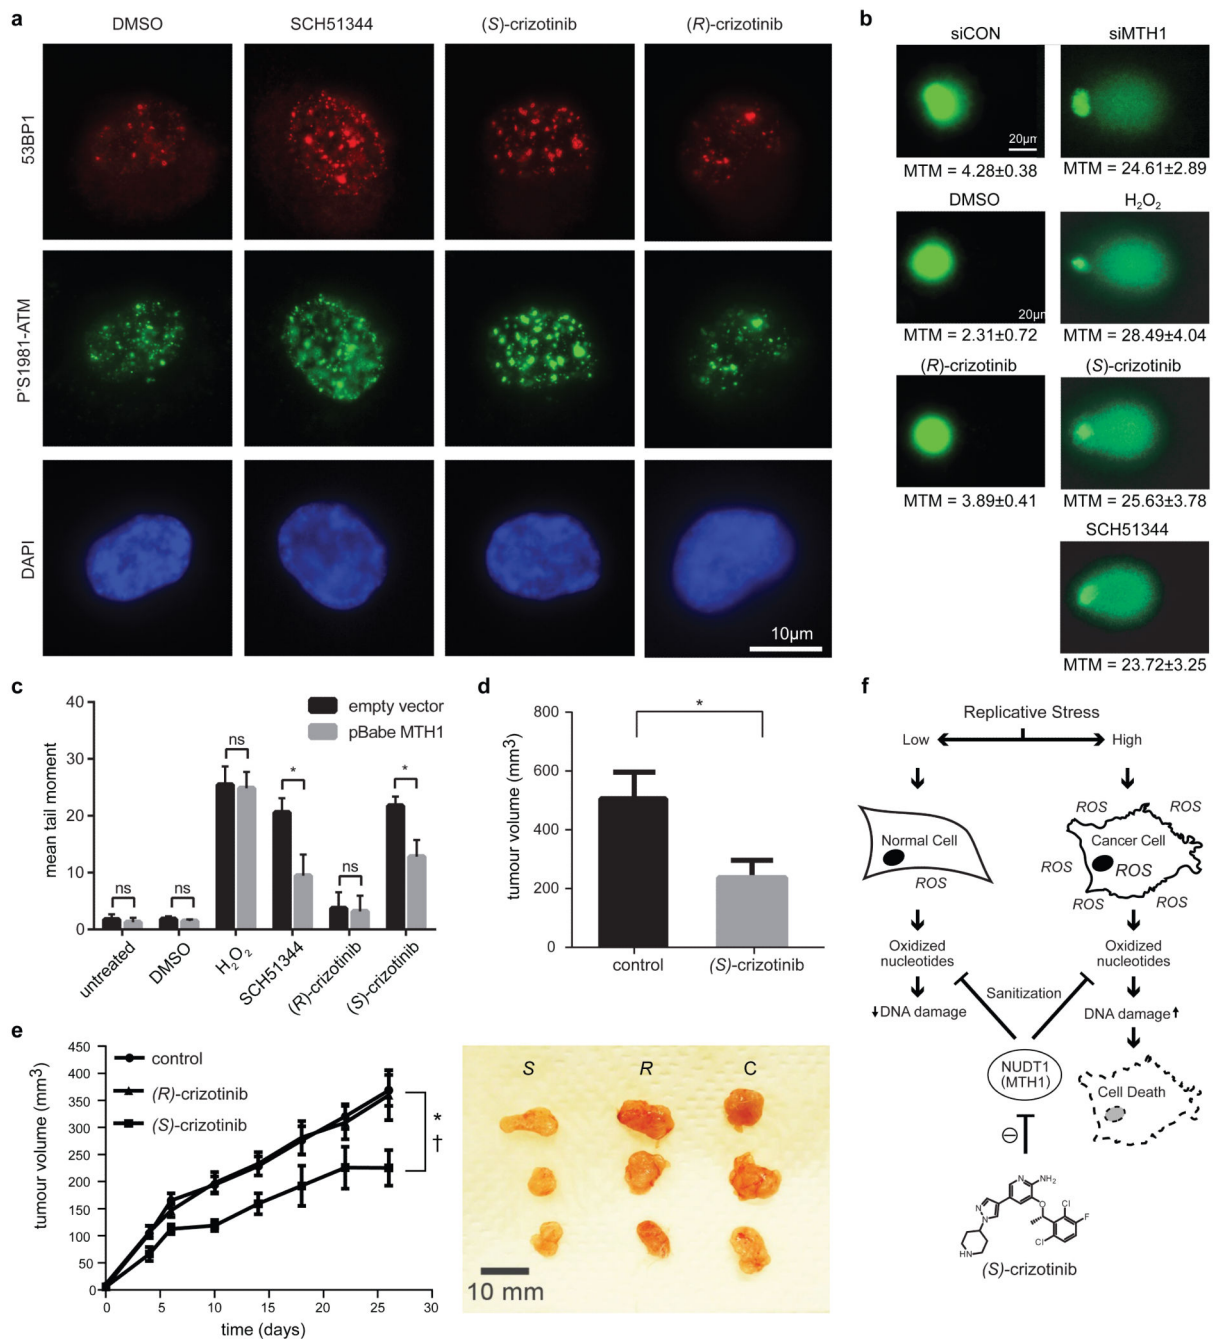 a
DMSO
SCH51344
(S)-crizotinib
(R)-crizotinib
53BP1
P'S1981-ATM
DAPI
10µm
b
siCON
siMTH1
20µm
MTM = 4.28±0.38
MTM = 24.61±2.89
DMSO
H2O2
20µm
MTM = 2.31±0.72
MTM = 28.49±4.04
(R)-crizotinib
(S)-crizotinib
MTM = 3.89±0.41
MTM = 25.63±3.78
SCH51344
MTM = 23.72±3.25
c
mean tail moment
40
30
20
10
0
empty vector
pBabe MTH1
ns
ns
ns
*
ns
*
untreated
DMSO
H2O2
SCH51344
(R)-crizotinib
(S)-crizotinib
d
tumour volume (mm3)
800
600
400
200
0
*
control
(S)-crizotinib
e
tumour volume (mm3)
450
400
350
300
250
200
150
100
50
0
control
(R)-crizotinib
(S)-crizotinib
*
†
0
5
10
15
20
25
30
time (days)
S
R
C
10 mm
f
Replicative Stress
Low
High
ROS
ROS
Normal Cell
Cancer Cell
ROS
ROS
ROS
ROS
ROS
ROS
Oxidized
nucleotides
Oxidized
nucleotides
Sanitization
DNA damage
DNA damage
NUDT1
(MTH1)
Cell Death
N
NH2
N
N
O
Cl
F
Cl
HN
(S)-crizotinib